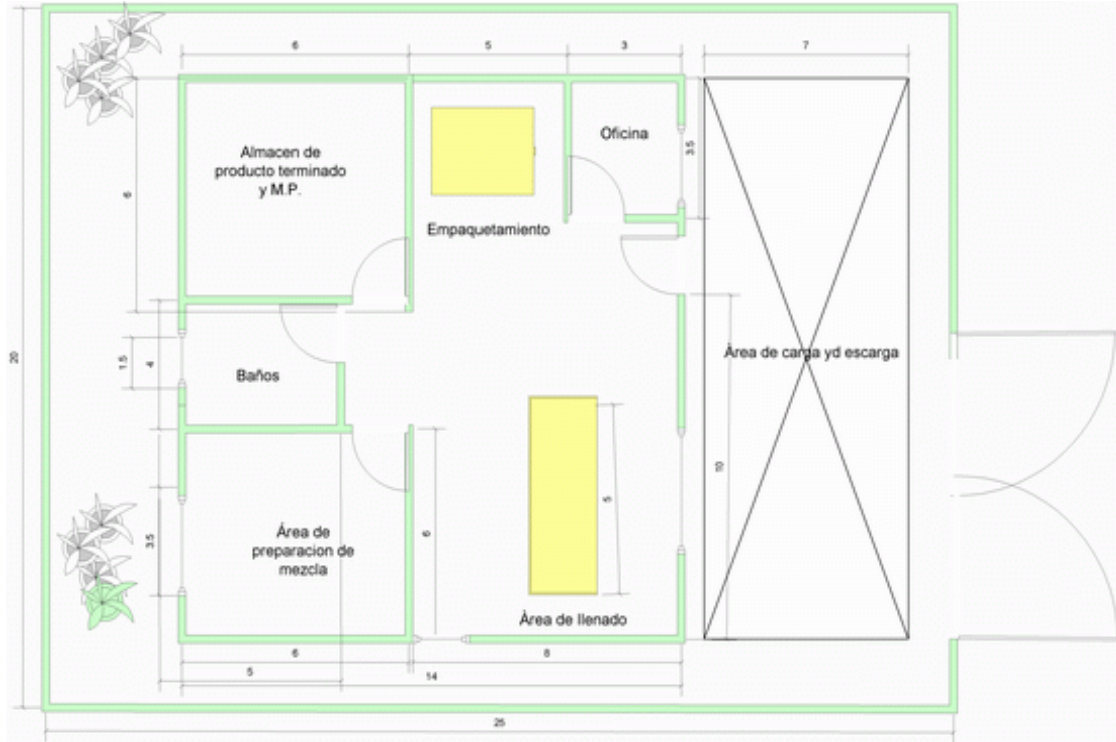 6
5
3
7
Almacen de
producto terminado
y M.P.
Oficina
3.5
6
Empaquetamiento
20
1.5
4
Baños
Área de carga yd escarga
10
5
6
3.5
Área de
preparacion de
mezcla
Área de llenado
6
8
5
14
25